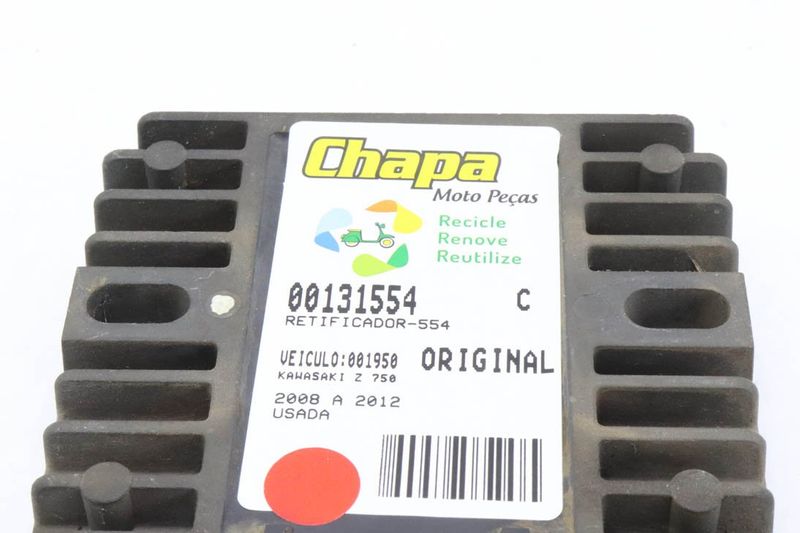 Chapa
Moto Peças
Recicle
Renove
Reutilize
00131554 C
RETIFICADOR-554
VEICULO:001950 ORIGINAL
KAWASAKI Z 750
2008 A 2012
USADA